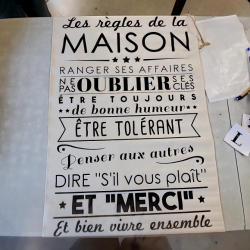 Les règles de la
MAISON
RANGER SES AFFAIRES
NE PAS OUBLIER SES CLÉS
ÊTRE TOUJOURS
de bonne humeur
ÊTRE TOLÉRANT
Penser aux autres
DIRE "S'il vous plaît"
ET "MERCI"
Et bien vivre ensemble
L